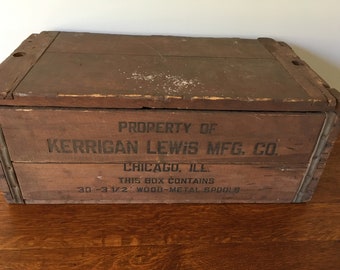 PROPERTY OF
KERRIGAN LEWIS MFG. CO.
CHICAGO, ILL.
THIS BOX CONTAINS
30-3 1/2 WOOD-METAL SPOOLS